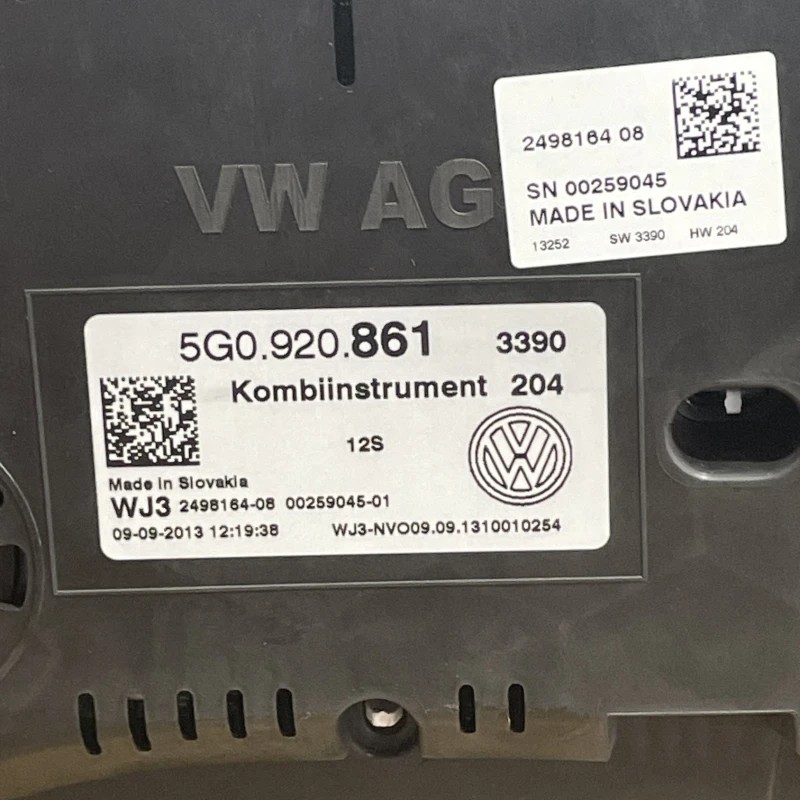 2498164 08
SN 00259045
MADE IN SLOVAKIA
13252 SW 3390 HW 204
VW AG
5G0.920.861 3390
Kombiinstrument 204
12S
Made in Slovakia
WJ3 2498164-08 00259045-01
09-09-2013 12:19:38 WJ3-NVO09.09.1310010254